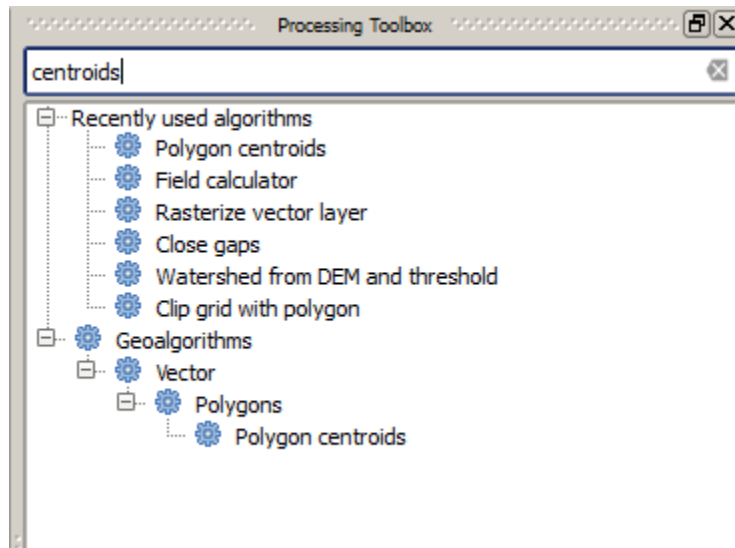 Processing Toolbox
centroids
Recently used algorithms
Polygon centroids
Field calculator
Rasterize vector layer
Close gaps
Watershed from DEM and threshold
Clip grid with polygon
Geoalgorithms
Vector
Polygons
Polygon centroids